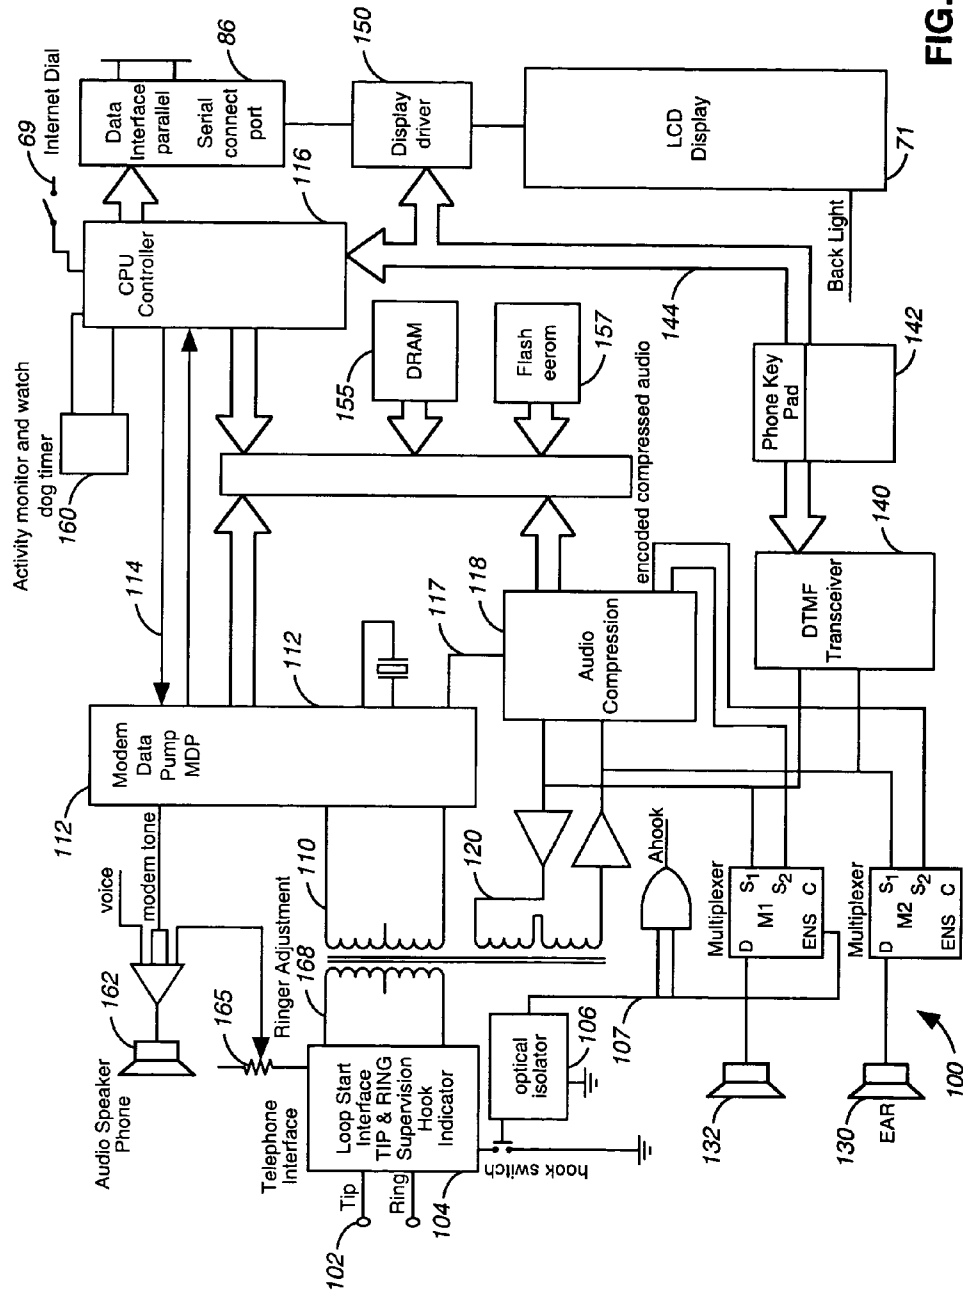 FIG.
Activity monitor and watch
dog timer
160
69
Internet Dial
CPU
Controller
116
Data
Interface
parallel
Serial
connect
port
86
150
Display
driver
LCD
Display
71
Back Light
144
155
DRAM
Flash
eerom
157
Phone Key
Pad
142
140
DTMF
Transceiver
encoded compressed audio
118
117
Audio
Compression
114
112
112
Modem
Data
Pump
MDP
modem tone
voice
162
Audio Speaker
Phone
165
Ringer Adjustment
168
110
120
Telephone
Interface
Loop Start
Interface
TIP & RING
Supervision
Hook
Indicator
Tip
Ring
102
104
hook switch
optical
isolator
106
107
Ahook
Multiplexer
D
S1
M1
S2
ENS
C
Multiplexer
D
S1
M2
S2
ENS
C
132
130
EAR
100